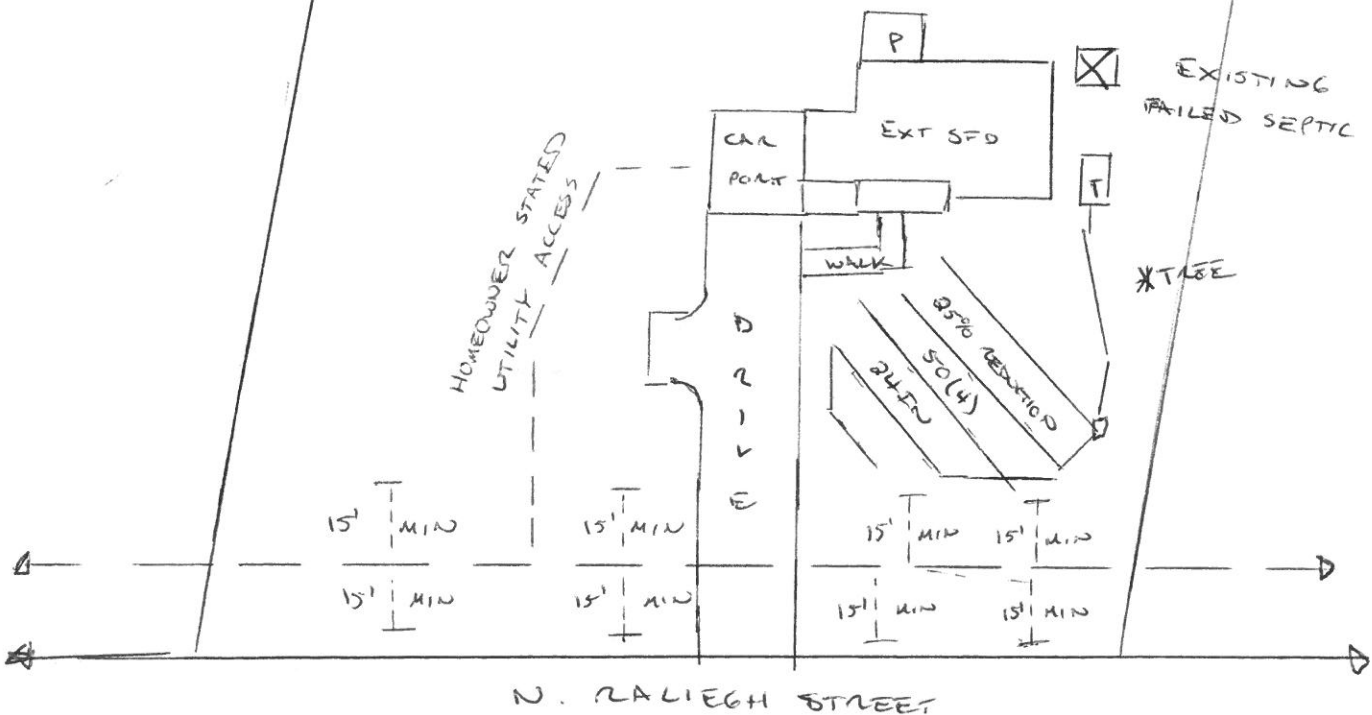 P
EXISTING
FAILED SEPTIC
CAR
PORT
EXT SFD
T
HOMEOWNER STATED
UTILITY ACCESS
WALK
*TREE
DRIVE
25% REDUCTION
50(4)
24IN
15' MIN
15' MIN
15' MIN
15' MIN
15' MIN
15' MIN
15' MIN
15' MIN
N. RALIEGH STREET